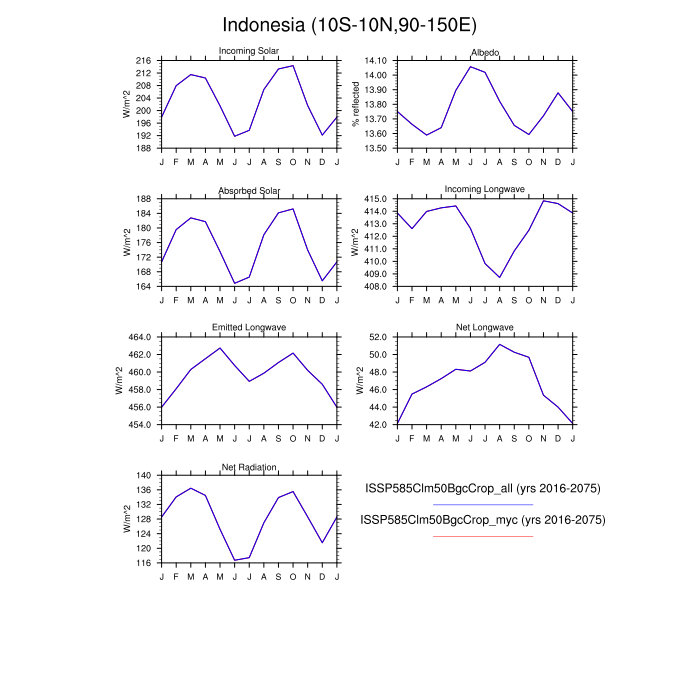 Indonesia (10S-10N,90-150E)
Incoming Solar
W/m^2
216
212
208
204
200
196
192
188
J F M A M J J A S O N D J
Albedo
% reflected
14.10
14.00
13.90
13.80
13.70
13.60
13.50
J F M A M J J A S O N D J
Absorbed Solar
W/m^2
188
184
180
176
172
168
164
J F M A M J J A S O N D J
Incoming Longwave
W/m^2
415.0
414.0
413.0
412.0
411.0
410.0
409.0
408.0
J F M A M J J A S O N D J
Emitted Longwave
W/m^2
464.0
462.0
460.0
458.0
456.0
454.0
J F M A M J J A S O N D J
Net Longwave
W/m^2
52.0
50.0
48.0
46.0
44.0
42.0
J F M A M J J A S O N D J
Net Radiation
W/m^2
140
136
132
128
124
120
116
J F M A M J J A S O N D J
ISSP585Clm50BgcCrop_all (yrs 2016-2075)
ISSP585Clm50BgcCrop_myc (yrs 2016-2075)